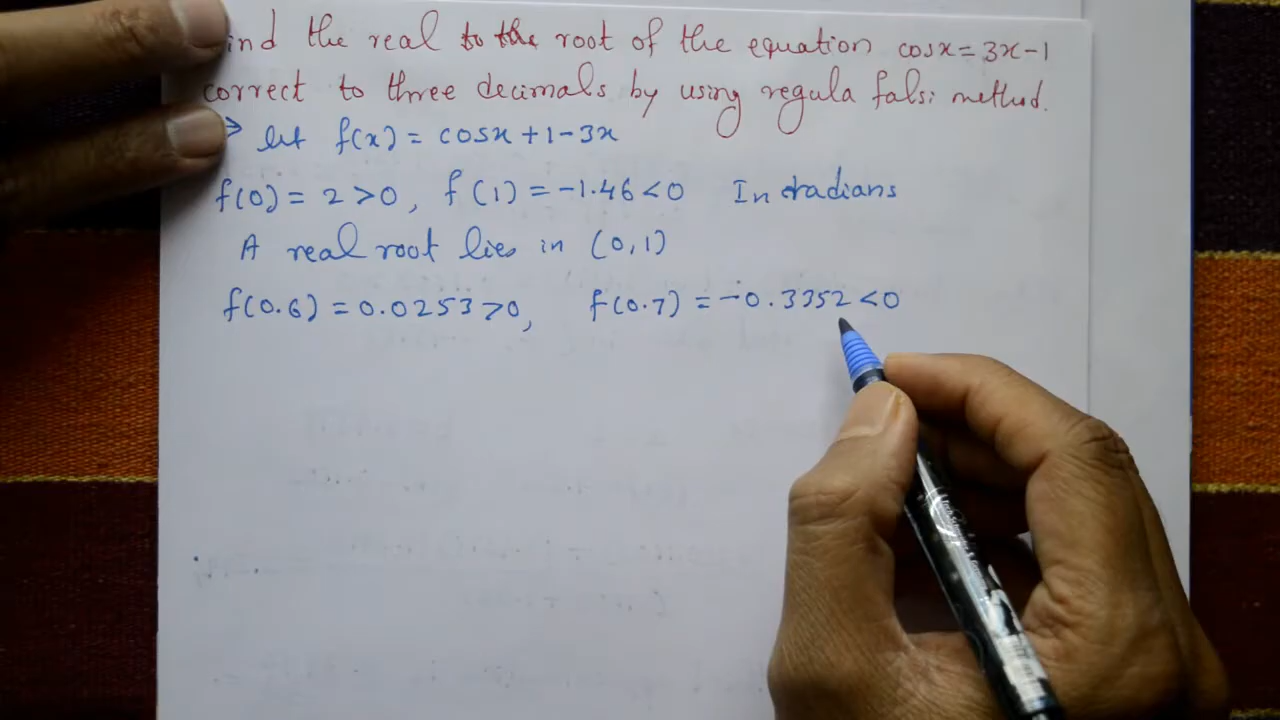 ind the real to the root of the equation cosx = 3x-1
correct to three decimals by using regula falsi method.
⇒ let f(x) = cosx + 1 - 3x
f(0) = 2 > 0, f(1) = -1.46 < 0 In radians
A real root lies in (0,1)
f(0.6) = 0.0253 > 0, f(0.7) = -0.3352 < 0